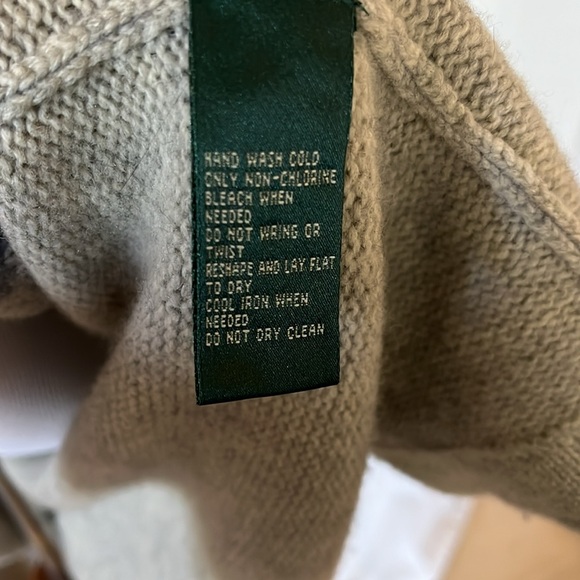 HAND WASH COLD
ONLY NON-CHLORINE
BLEACH WHEN
NEEDED
DO NOT WRING OR
TWIST
RESHAPE AND LAY FLAT
TO DRY
COOL IRON WHEN
NEEDED
DO NOT DRY CLEAN